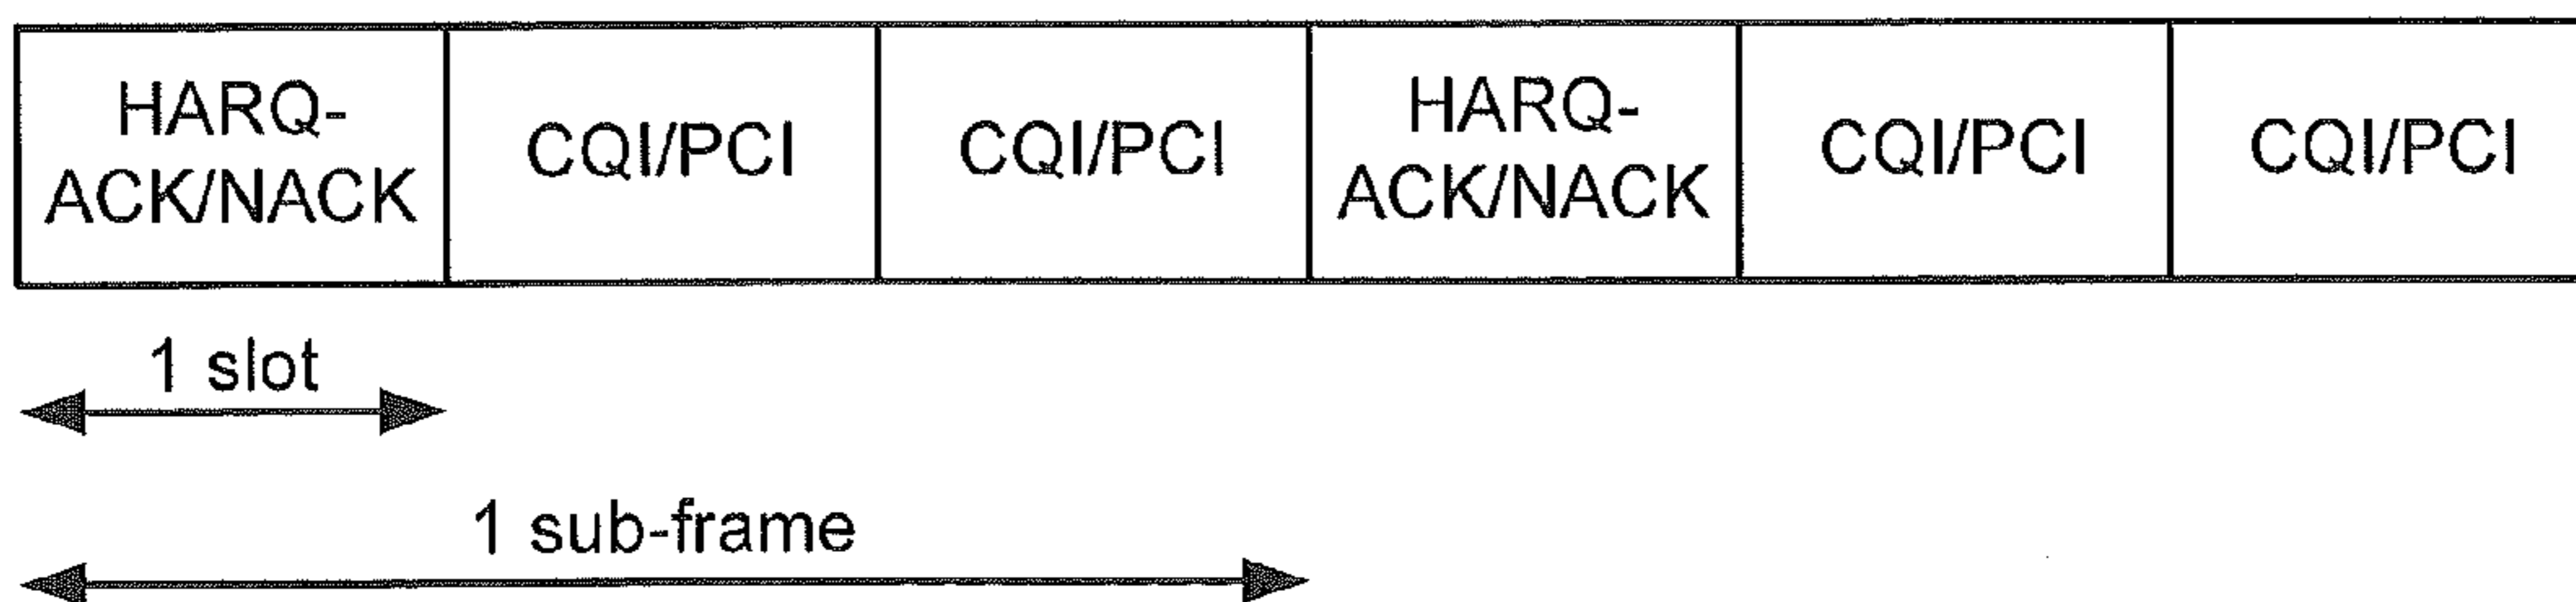 HARQ-
ACK/NACK
CQI/PCI
CQI/PCI
HARQ-
ACK/NACK
CQI/PCI
CQI/PCI
1 slot
1 sub-frame